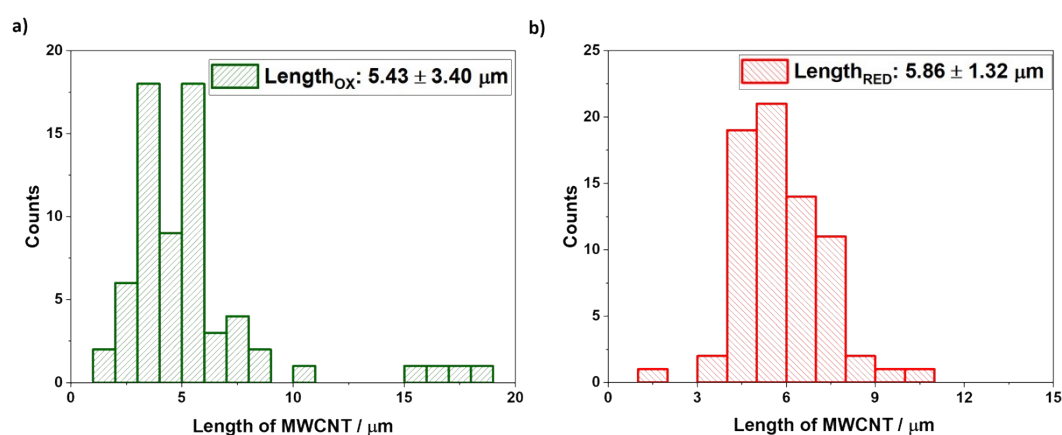 a)
20
15
10
5
0
Counts
Length_OX: 5.43 ± 3.40 μm
0 5 10 15 20
Length of MWCNT / μm
b)
25
20
15
10
5
0
Counts
Length_RED: 5.86 ± 1.32 μm
0 3 6 9 12 15
Length of MWCNT / μm